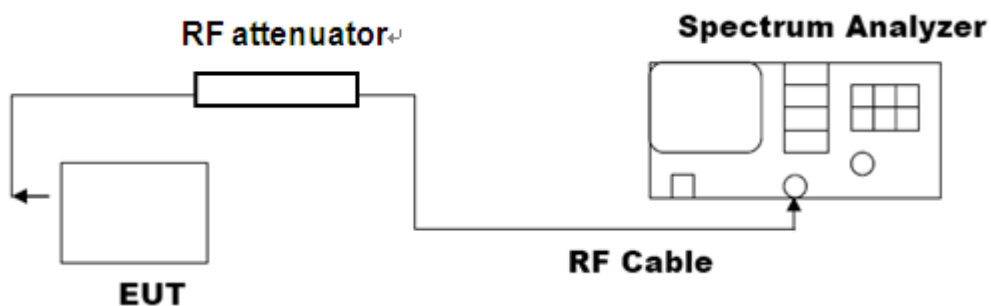 RF attenuator↵
Spectrum Analyzer
RF Cable
EUT